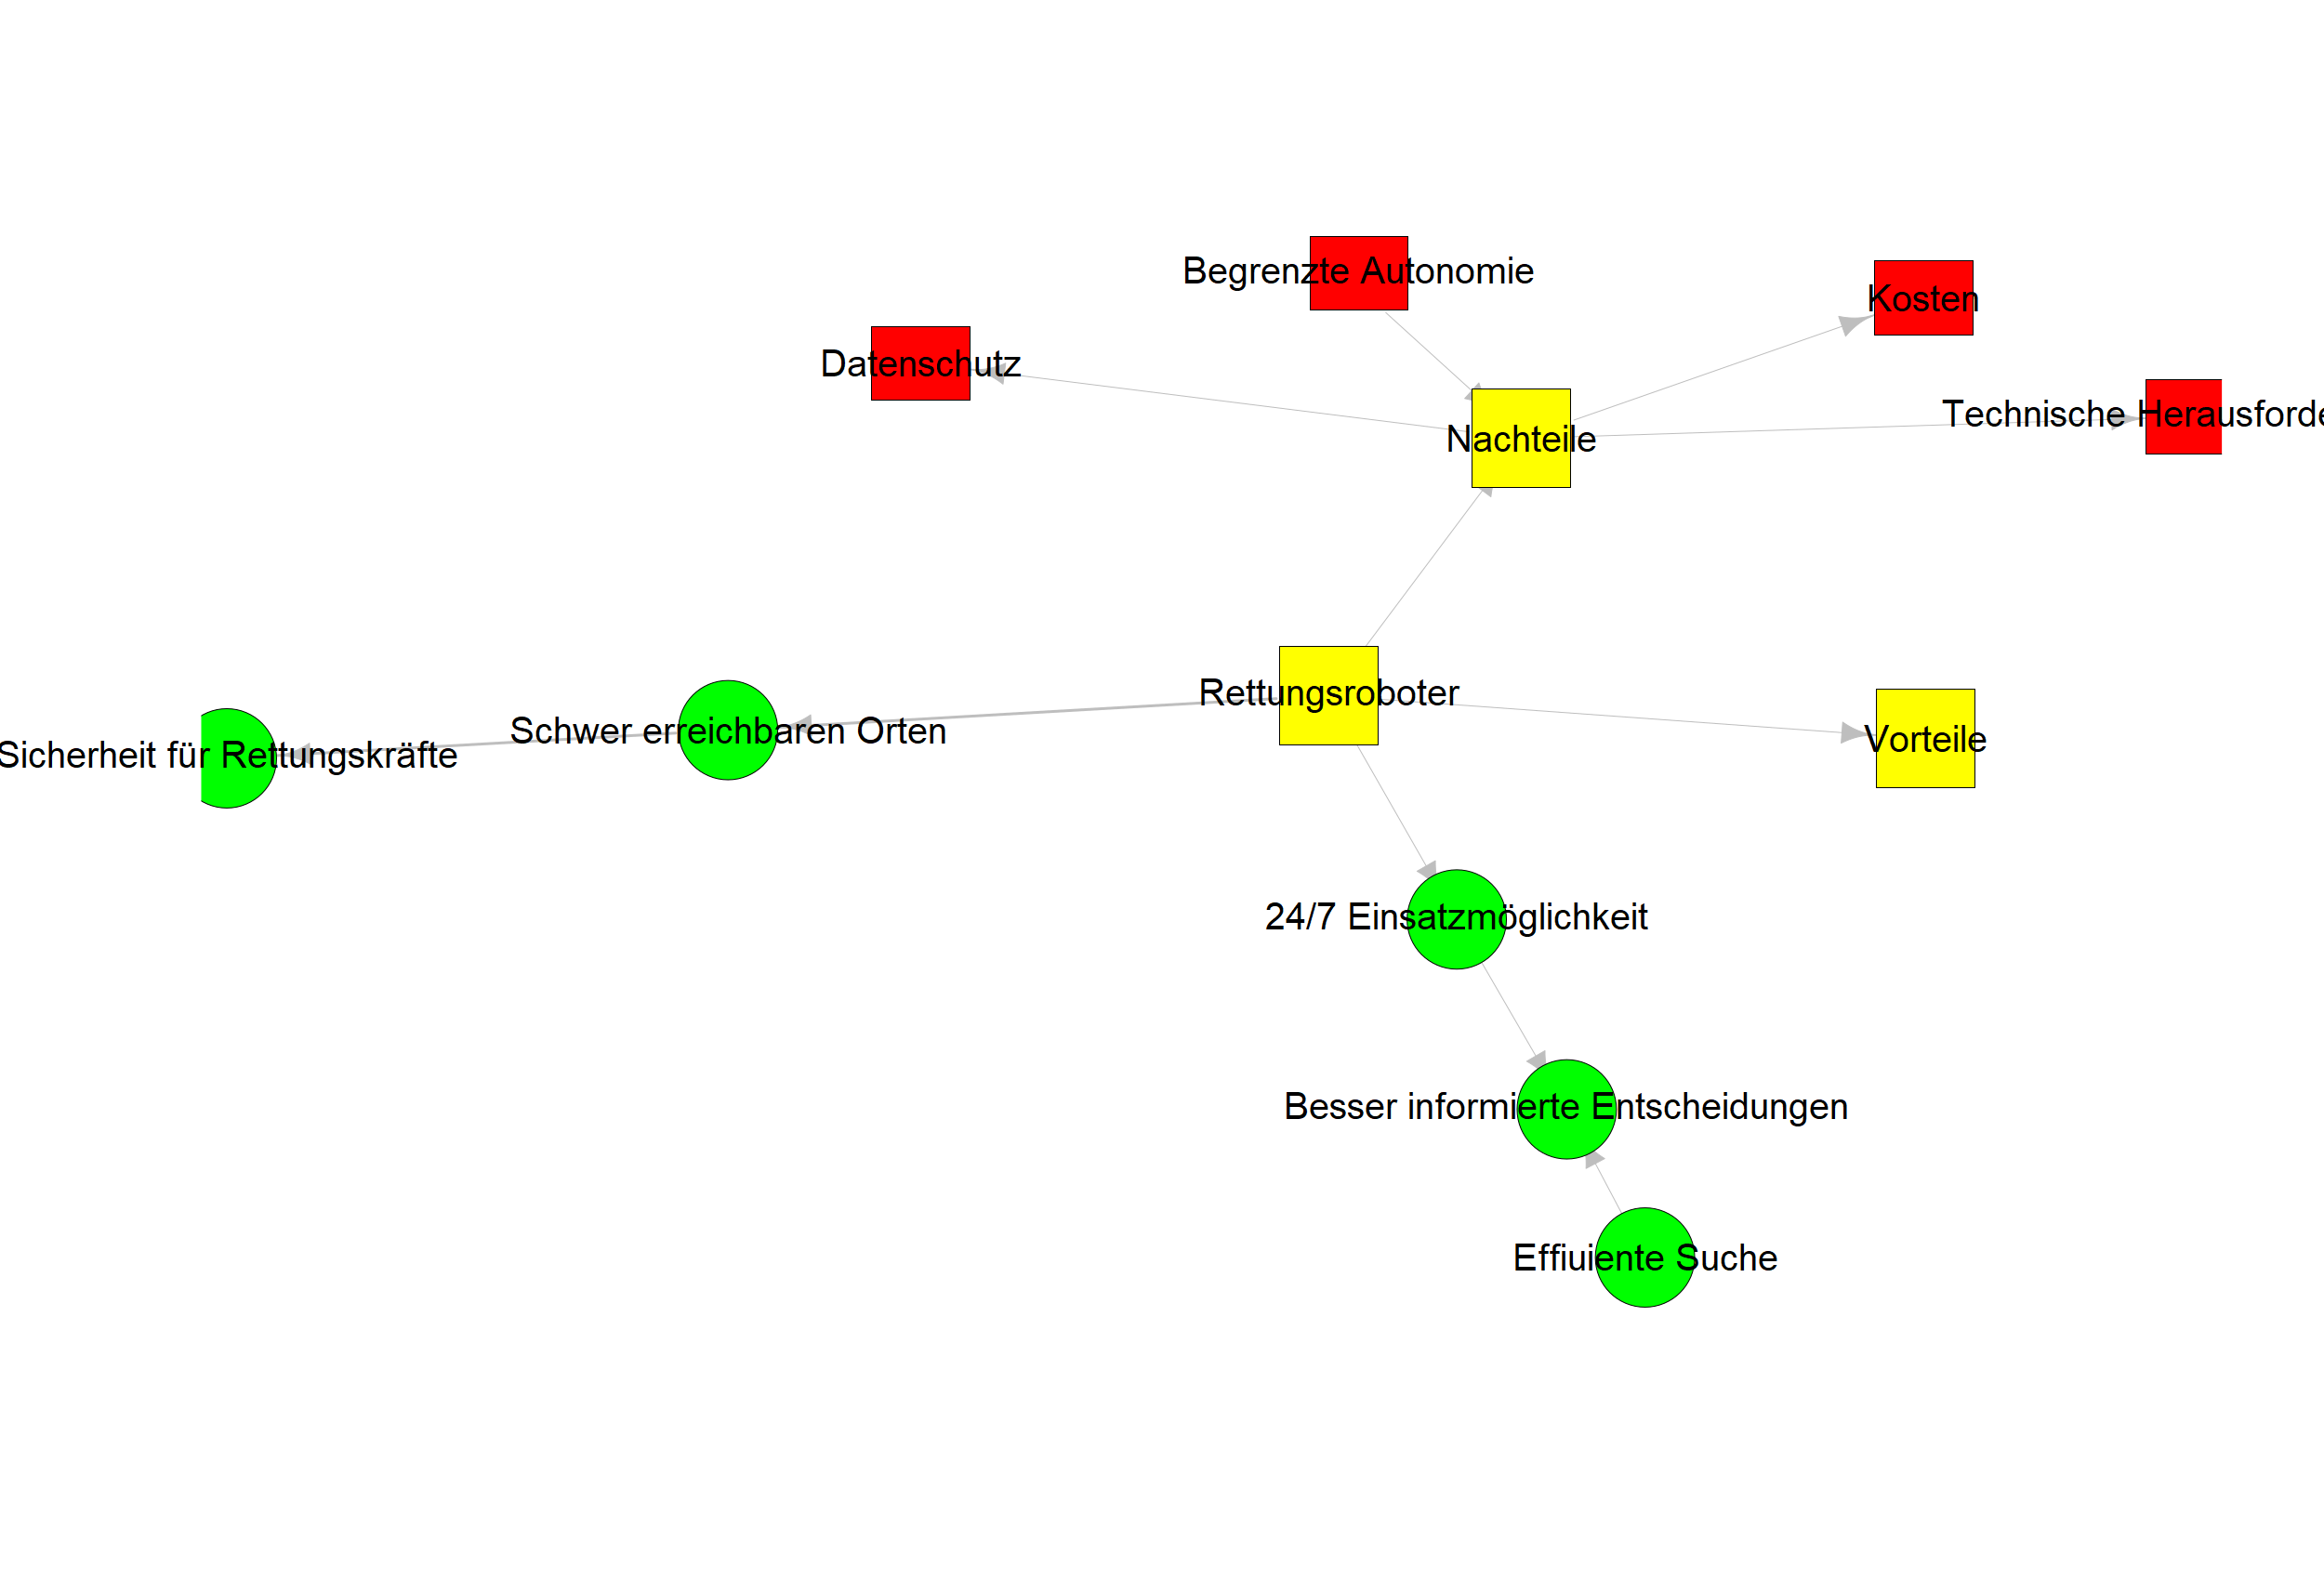 Begrenzte Autonomie
Kosten
Datenschutz
Technische Herausforde
Nachteile
Rettungsroboter
Schwer erreichbaren Orten
Vorteile
Sicherheit für Rettungskräfte
24/7 Einsatzmöglichkeit
Besser informierte Entscheidungen
Effiuiente Suche